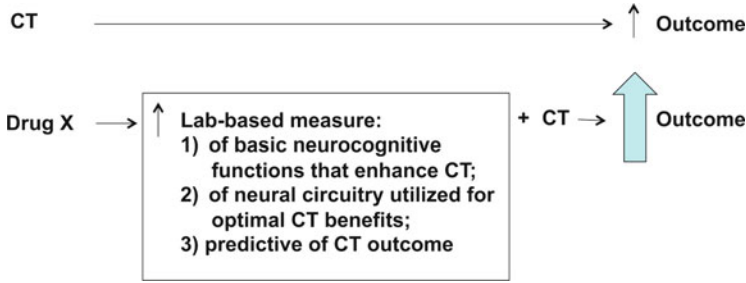 CT Outcome
Drug X Lab-based measure: + CT Outcome
1) of basic neurocognitive
functions that enhance CT;
2) of neural circuitry utilized for
optimal CT benefits;
3) predictive of CT outcome